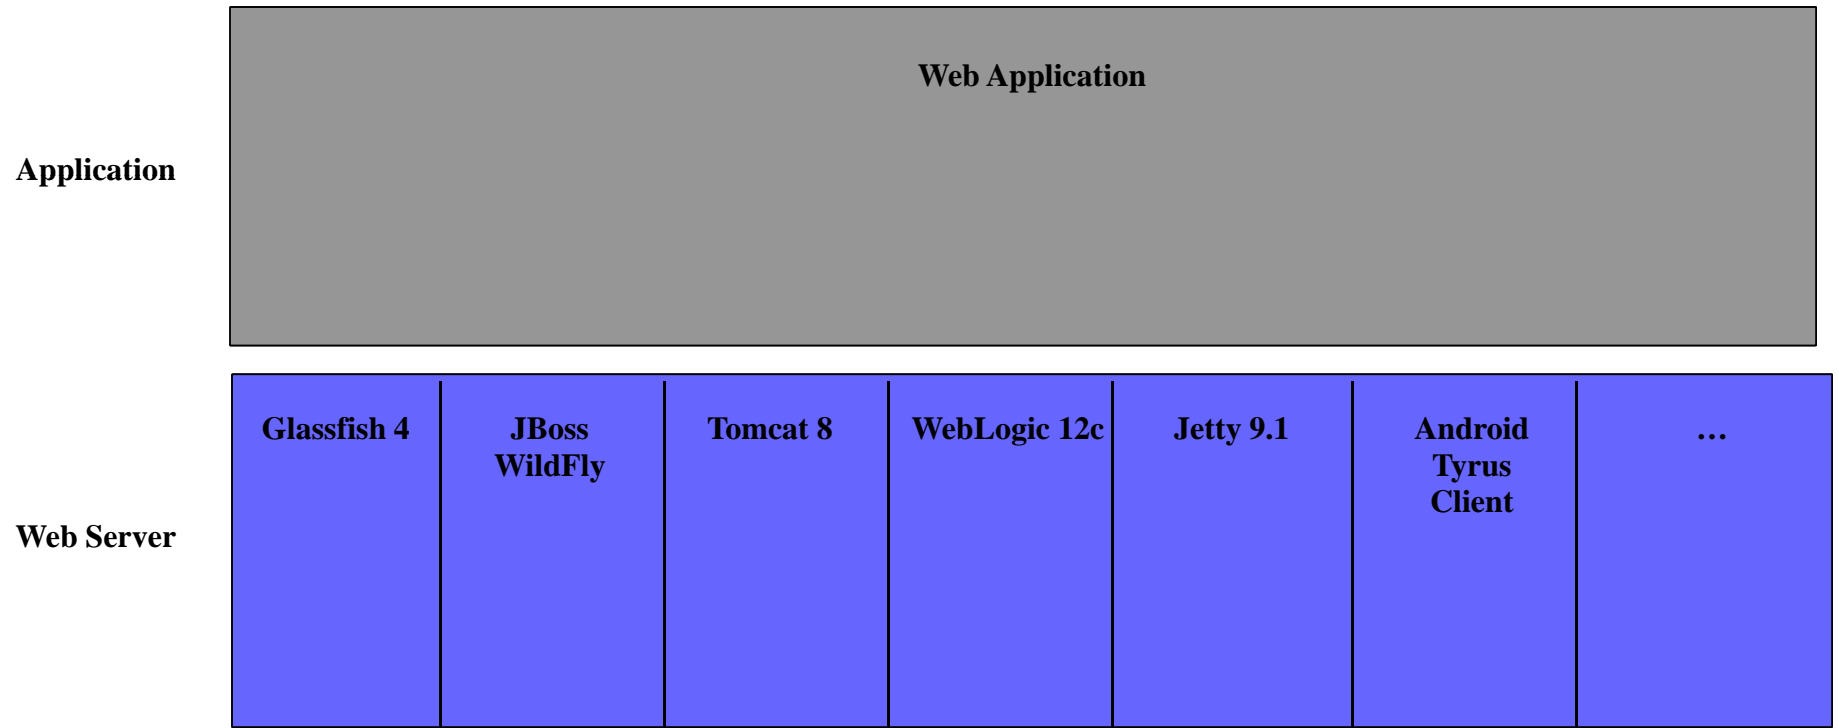 Web Application
Application
Glassfish 4
JBoss
WildFly
Tomcat 8
WebLogic 12c
Jetty 9.1
Android
Tyrus
Client
…
Web Server